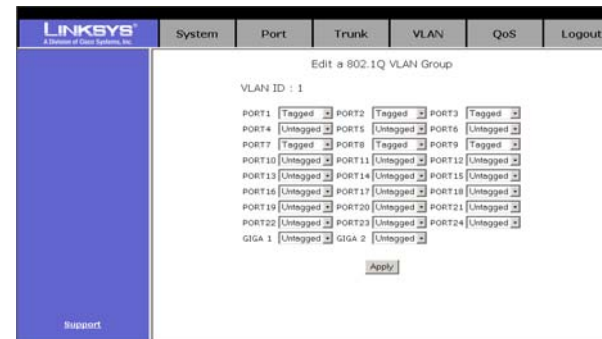 LINKSYS®
A Division of Cisco Systems, Inc.
System Port Trunk VLAN QoS Logout
Edit a 802.1Q VLAN Group
VLAN ID : 1
PORT1 Tagged PORT2 Tagged PORT3 Tagged
PORT4 Untagged PORT5 Untagged PORT6 Untagged
PORT7 Tagged PORT8 Tagged PORT9 Tagged
PORT10 Untagged PORT11 Untagged PORT12 Untagged
PORT13 Untagged PORT14 Untagged PORT15 Untagged
PORT16 Untagged PORT17 Untagged PORT18 Untagged
PORT19 Untagged PORT20 Untagged PORT21 Untagged
PORT22 Untagged PORT23 Untagged PORT24 Untagged
GIGA 1 Untagged GIGA 2 Untagged
Apply
Support